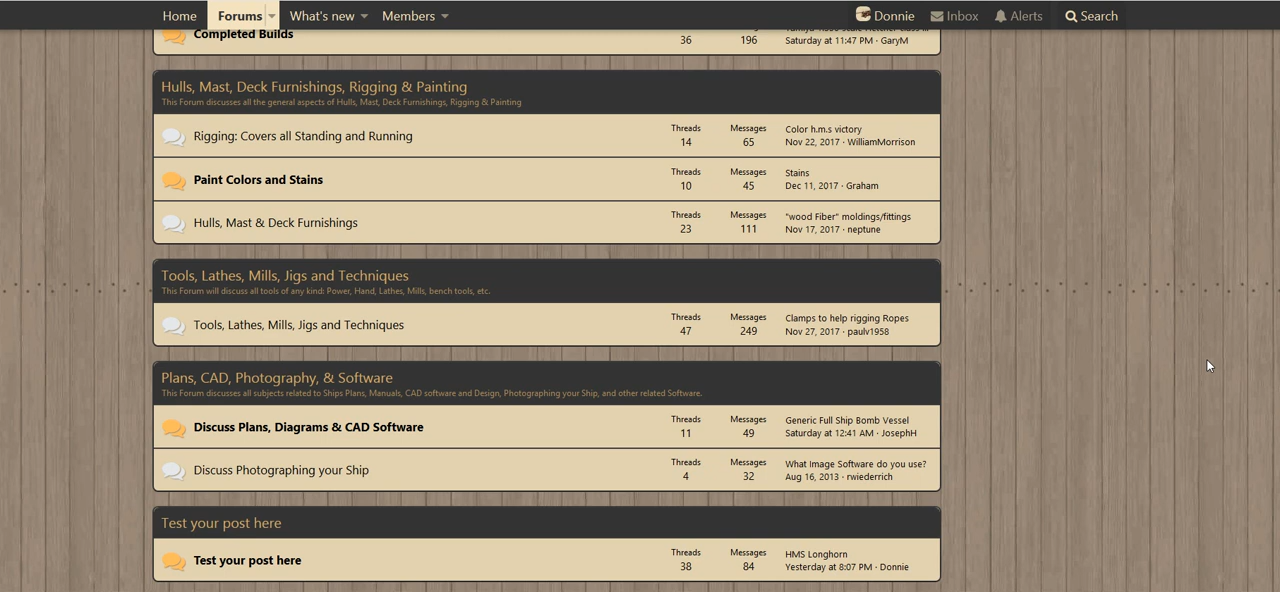 Home Forums What's new Members Donnie Inbox Alerts Search
Completed Builds
36 196 Saturday at 11:47 PM · GaryM
Hulls, Mast, Deck Furnishings, Rigging & Painting
This Forum discusses all the general aspects of Hulls, Mast, Deck Furnishings, Rigging & Painting
Rigging: Covers all Standing and Running
Threads Messages Color h.m.s victory
14 65 Nov 22, 2017 · WilliamMorrison
Paint Colors and Stains
Threads Messages Stains
10 45 Dec 11, 2017 · Graham
Hulls, Mast & Deck Furnishings
Threads Messages "wood Fiber" moldings/fittings
23 111 Nov 17, 2017 · neptune
Tools, Lathes, Mills, Jigs and Techniques
This Forum will discuss all tools of any kind: Power, Hand, Lathes, Mills, bench tools, etc.
Tools, Lathes, Mills, Jigs and Techniques
Threads Messages Clamps to help rigging Ropes
47 249 Nov 27, 2017 · paulv1958
Plans, CAD, Photography, & Software
This Forum discusses all subjects related to Ships Plans, Manuals, CAD software and Design, Photographing your Ship, and other related Software.
Discuss Plans, Diagrams & CAD Software
Threads Messages Generic Full Ship Bomb Vessel
11 49 Saturday at 12:41 AM · JosephH
Discuss Photographing your Ship
Threads Messages What Image Software do you use?
4 32 Aug 16, 2013 · rwiederrich
Test your post here
Test your post here
Threads Messages HMS Longhorn
38 84 Yesterday at 8:07 PM · Donnie